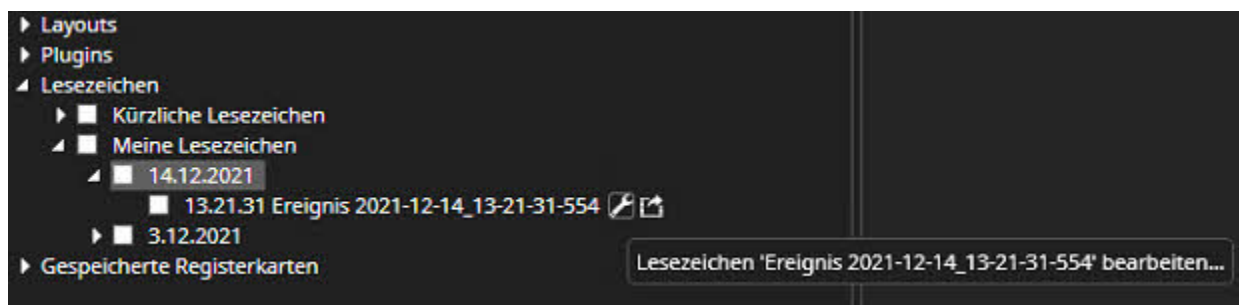 Layouts
Plugins
Lesezeichen
Kürzliche Lesezeichen
Meine Lesezeichen
14.12.2021
13.21.31 Ereignis 2021-12-14_13-21-31-554
3.12.2021
Gespeicherte Registerkarten
Lesezeichen 'Ereignis 2021-12-14_13-21-31-554' bearbeiten...